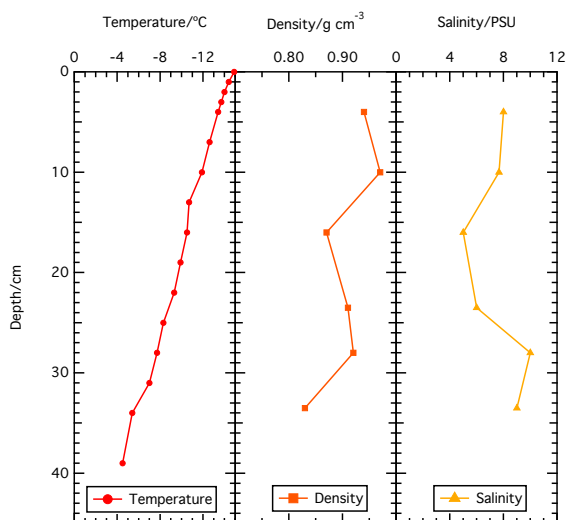 Temperature/°C Density/g cm⁻³ Salinity/PSU
0 -4 -8 -12 0.80 0.90 0 4 8 12
0
10
20
30
40
Depth/cm
Temperature Density Salinity